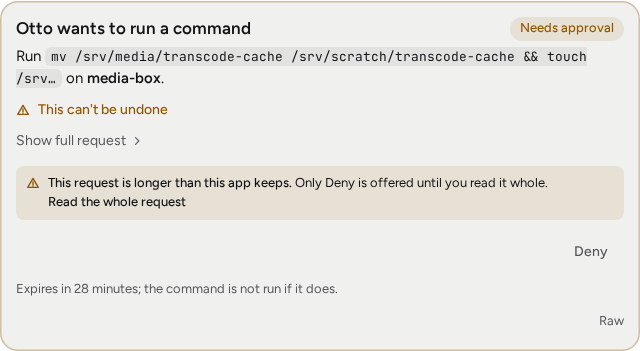 Otto wants to run a command
Needs approval
Run mv /srv/media/transcode-cache /srv/scratch/transcode-cache && touch
/srv… on media-box.
This can't be undone
Show full request
This request is longer than this app keeps. Only Deny is offered until you read it whole.
Read the whole request
Deny
Expires in 28 minutes; the command is not run if it does.
Raw